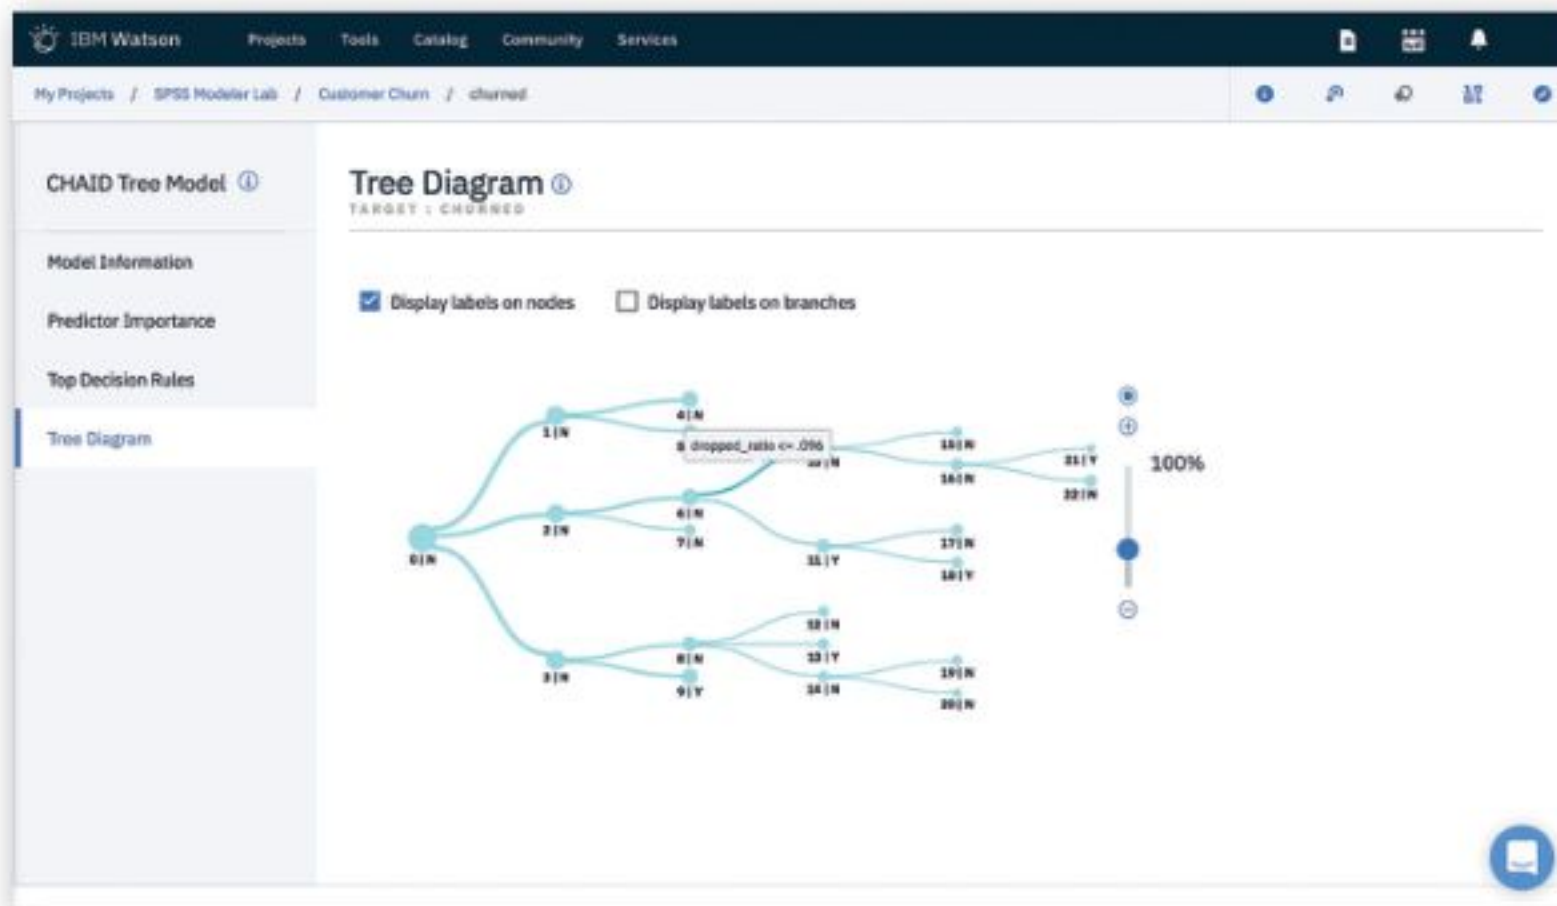 IBM Watson Projects Tools Catalog Community Services
My Projects / SPSS Modeler Lab / Customer Churn / churned
CHAID Tree Model
Model Information
Predictor Importance
Top Decision Rules
Tree Diagram
Tree Diagram
TARGET : CHURNED
Display labels on nodes Display labels on branches
0|N
1|N
2|N
3|N
4|N
dropped_ratio <= .096
6|N
7|N
8|N
9|Y
11|Y
12|N
13|Y
14|N
15|N
16|N
17|N
18|Y
19|N
20|N
21|Y
22|N
100%